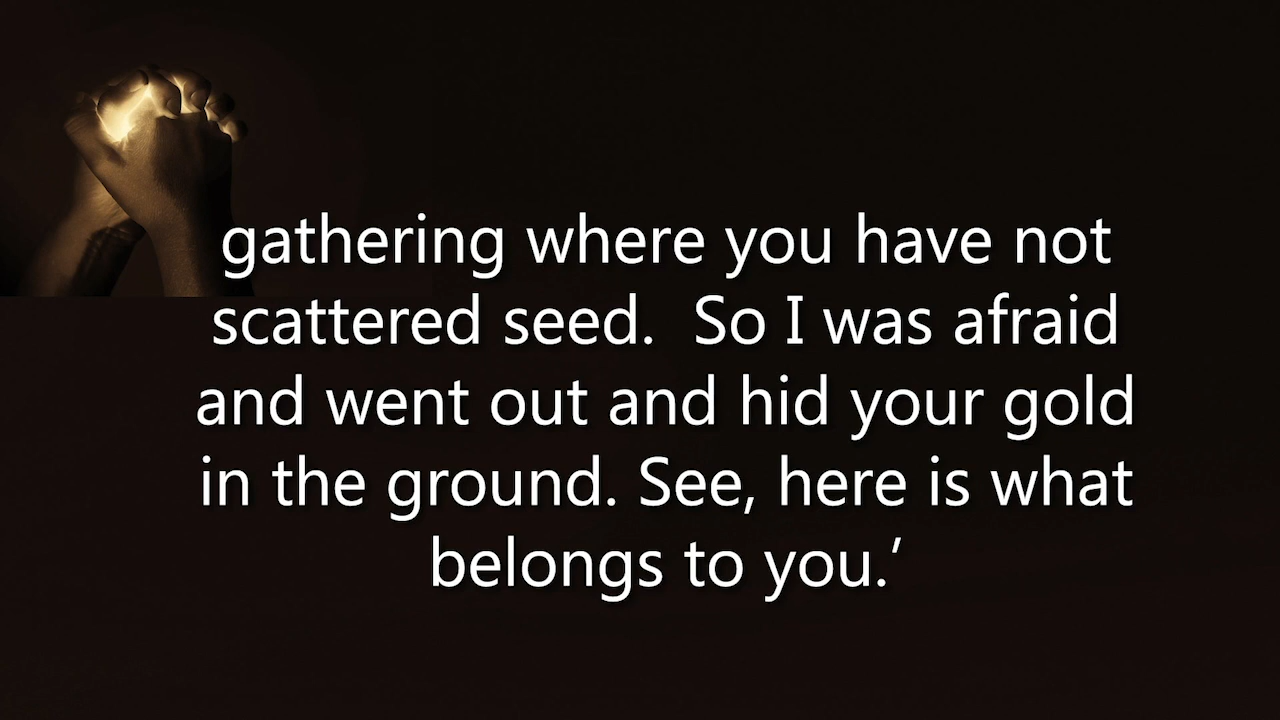 gathering where you have not
scattered seed.  So I was afraid
and went out and hid your gold
in the ground. See, here is what
belongs to you.’